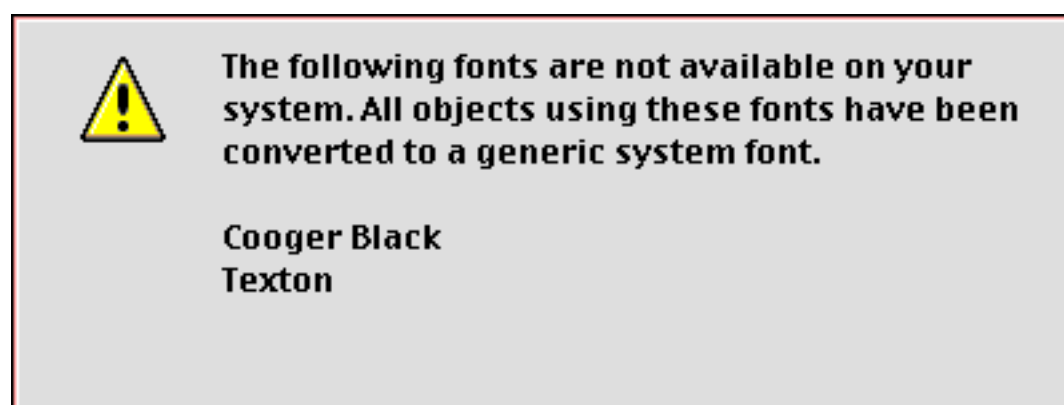 The following fonts are not available on your
system. All objects using these fonts have been
converted to a generic system font.
Cooger Black
Texton